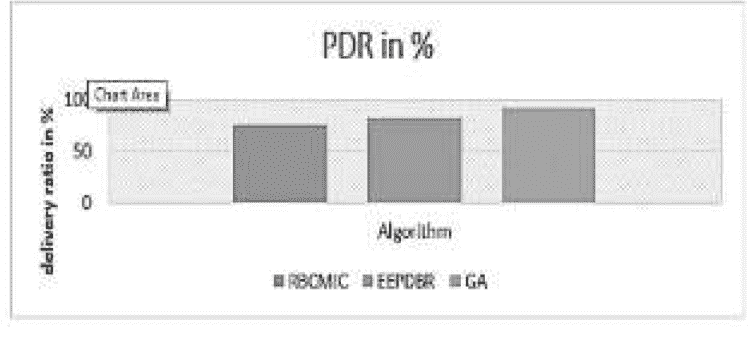 PDR in %
100
Chart Area
50
0
delivery ratio in %
Algorithm
RBCMIC EEPDBR GA